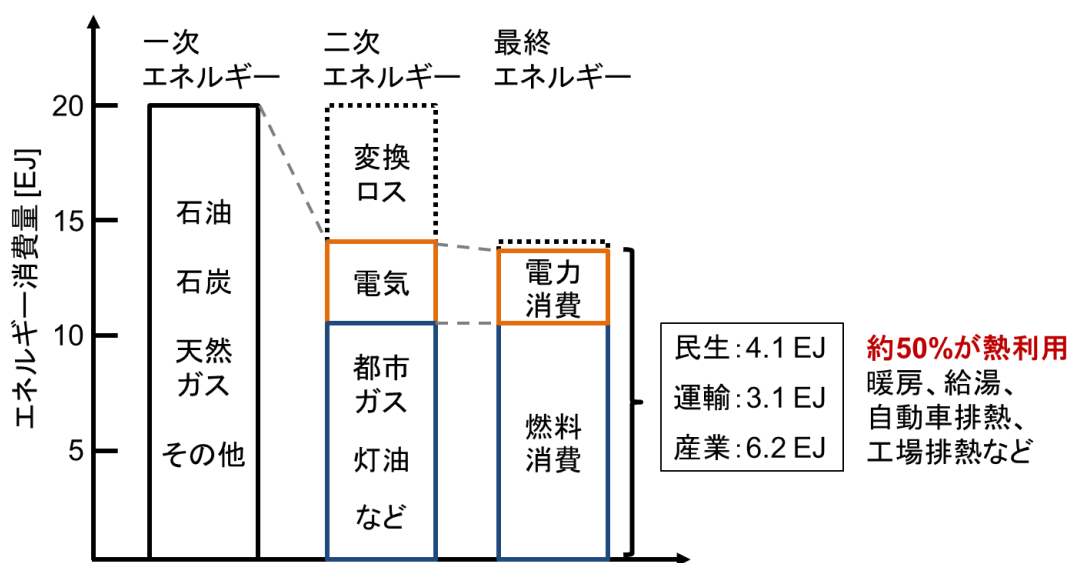 一次
エネルギー
二次
エネルギー
最終
エネルギー
エネルギー消費量 [EJ]
20
15
10
5
石油
石炭
天然
ガス
その他
変換
ロス
電気
都市
ガス
灯油
など
電力
消費
燃料
消費
民生：4.1 EJ
運輸：3.1 EJ
産業：6.2 EJ
約50%が熱利用
暖房、給湯、
自動車排熱、
工場排熱など